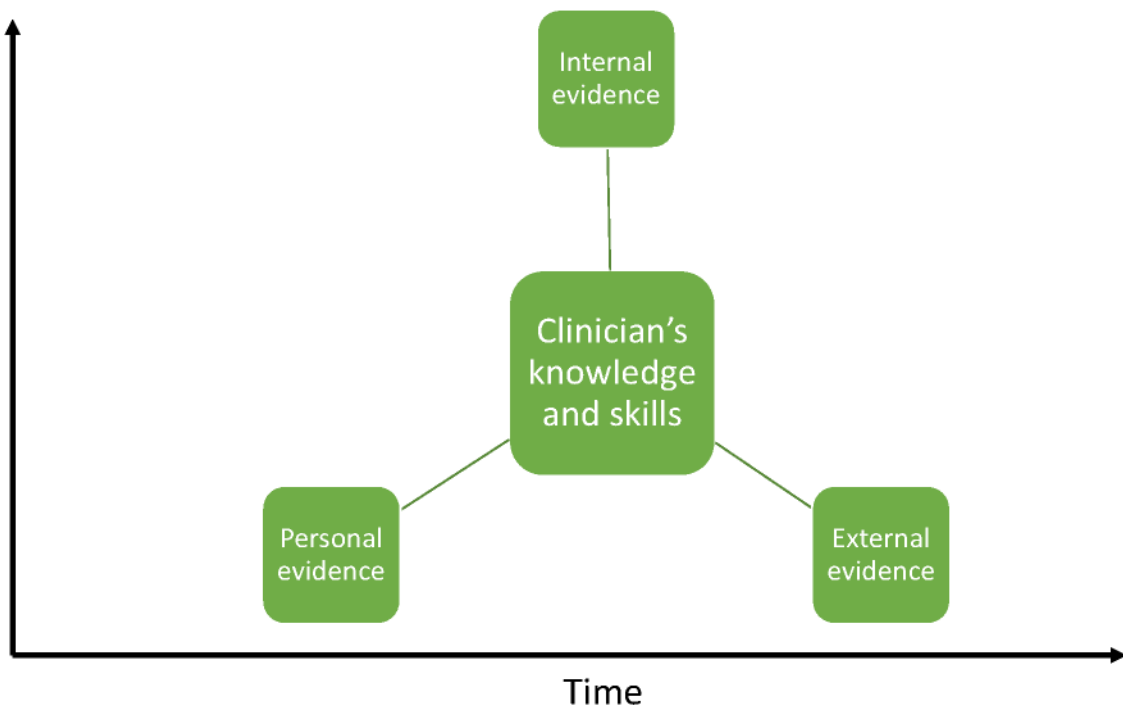 Internal
evidence
Clinician’s
knowledge
and skills
Personal
evidence
External
evidence
Time